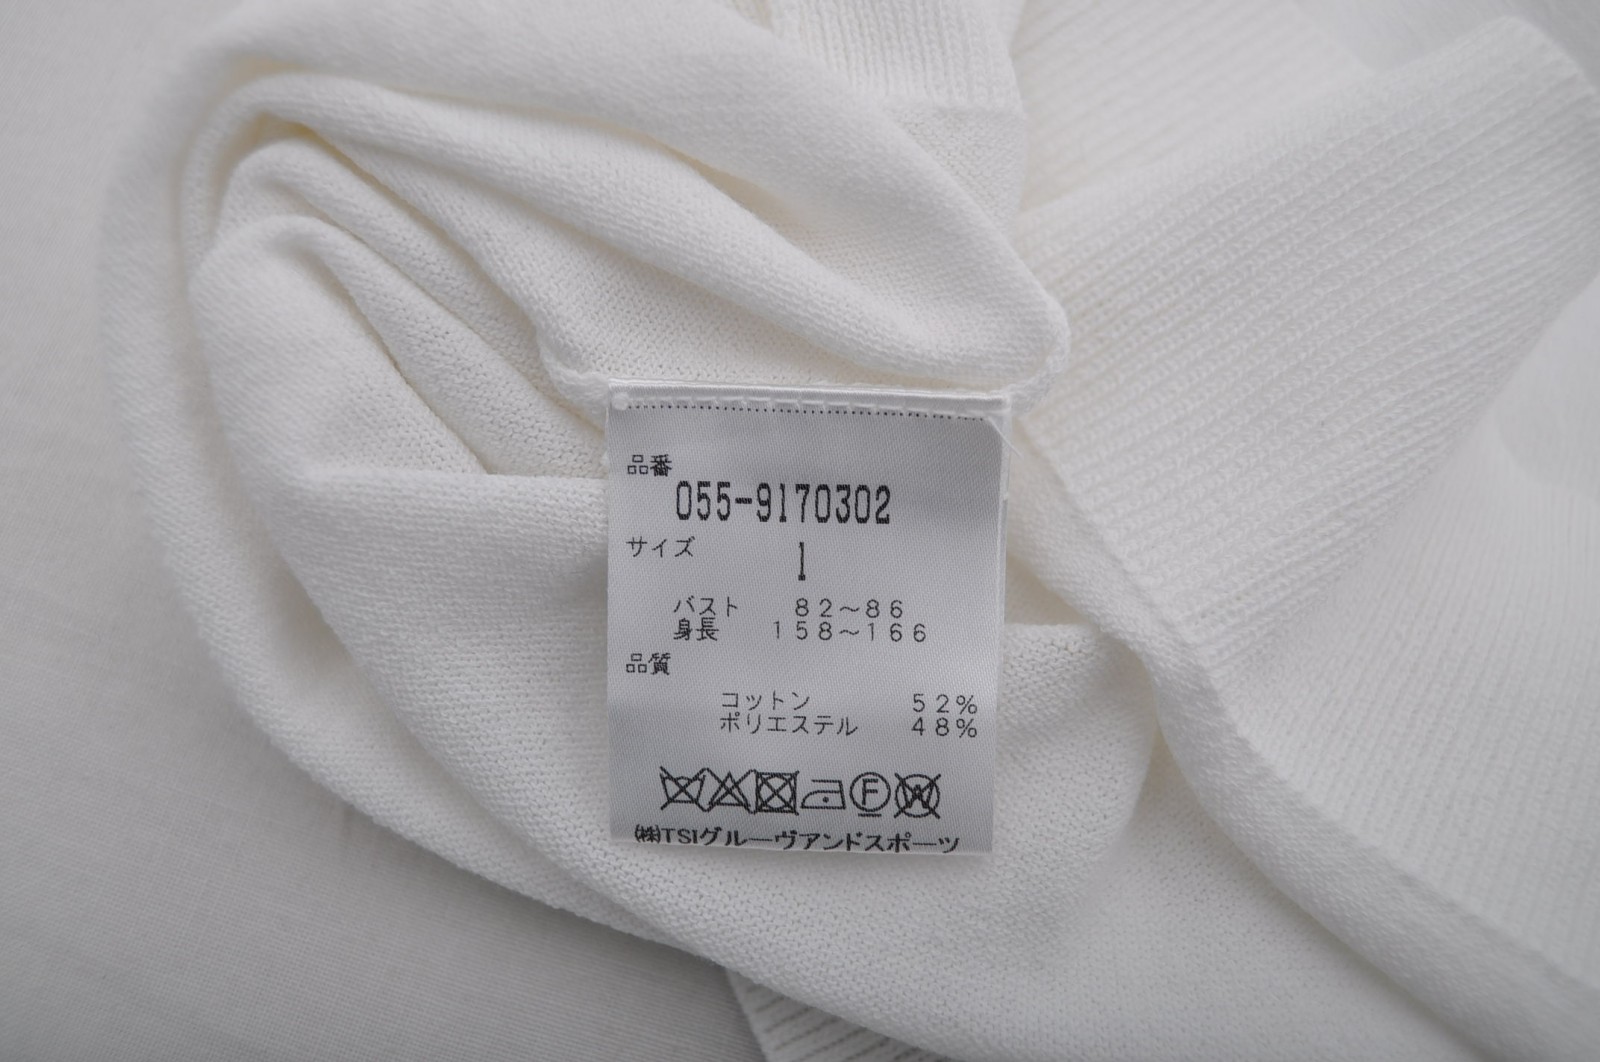 品番
055-9170302
サイズ
1
バスト 82～86
身長 158～166
品質
コットン 52%
ポリエステル 48%
F W
㈱TSIグルーヴアンドスポーツ